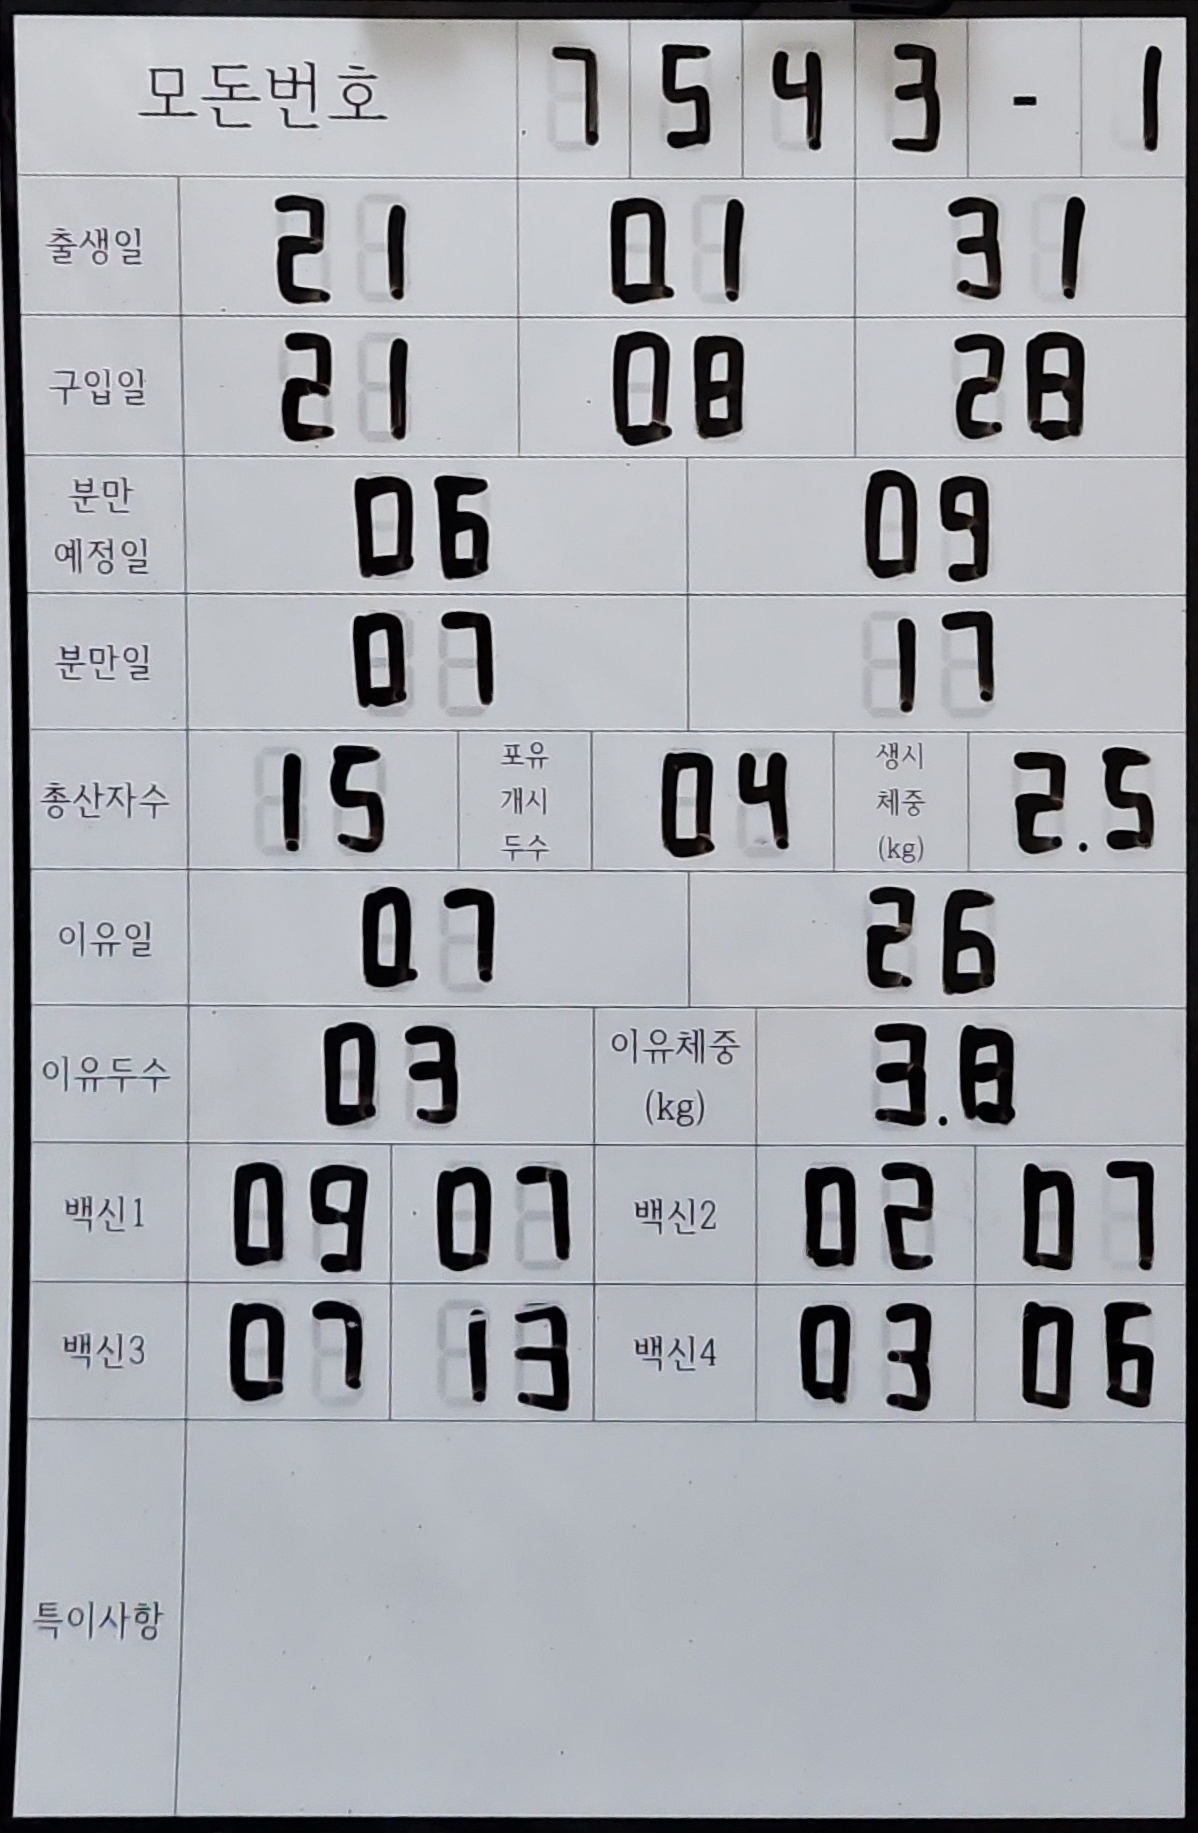 모돈번호 7 5 4 3 - 1
출생일 21 01 31
구입일 21 08 28
분만 예정일 06 09
분만일 07 17
총산자수 15 포유 개시 두수 04 생시 체중 (kg) 2.5
이유일 07 26
이유두수 03 이유체중 (kg) 3.8
백신1 09 07 백신2 02 07
백신3 07 13 백신4 03 06
특이사항